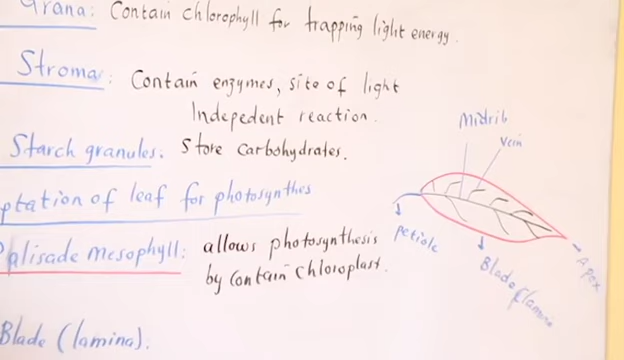 Grana: Contain chlorophyll for trapping light energy.
Stroma: Contain enzymes, site of light
Indepedent reaction.
Starch granules: Store Carbohydrates.
ptation of leaf for photosynthes
Palisade mesophyll: allows photosynthesis
by contain chloroplast.
Blade (lamina).
Midrib
Vein
Petiole
Blade/lamina
Apex